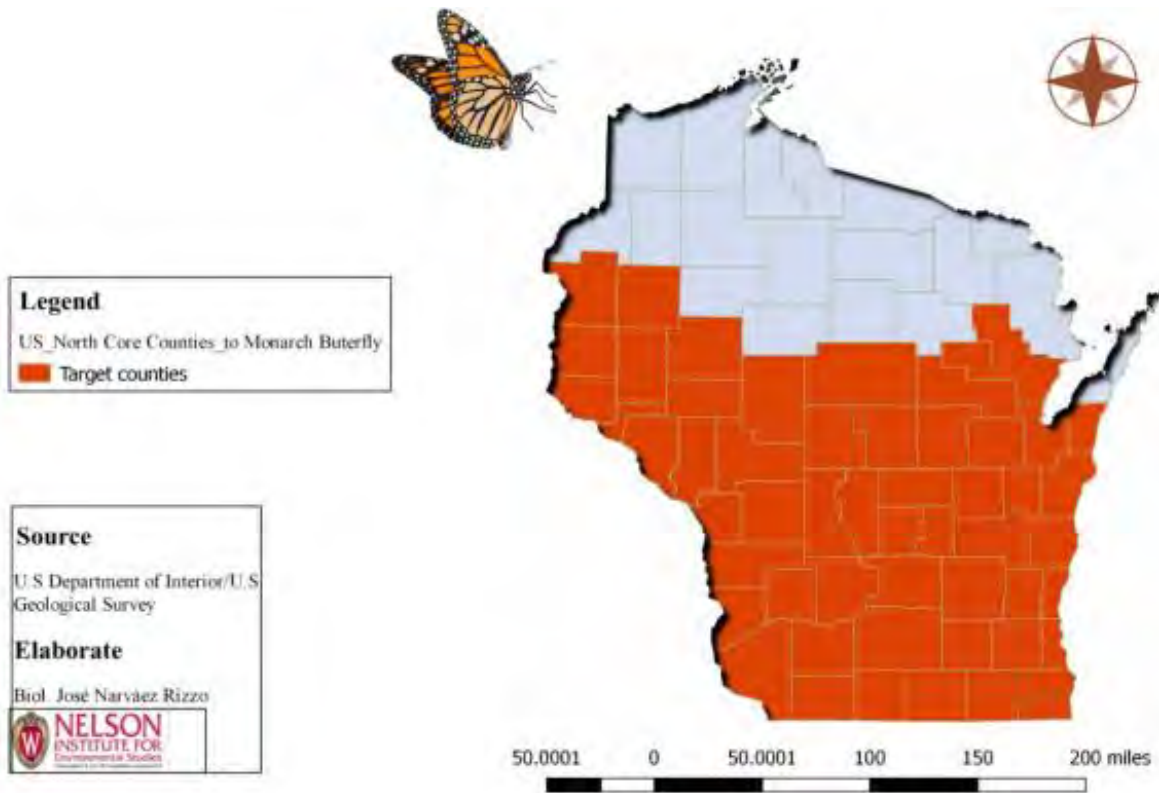 Legend
US_North Core Counties_to Monarch Buterfly
Target counties
Source
U S Department of Interior/U.S
Geological Survey
Elaborate
Biol José Narváez Rizzo
W
NELSON
INSTITUTE FOR
Environmental Studies
50.0001 0 50.0001 100 150 200 miles